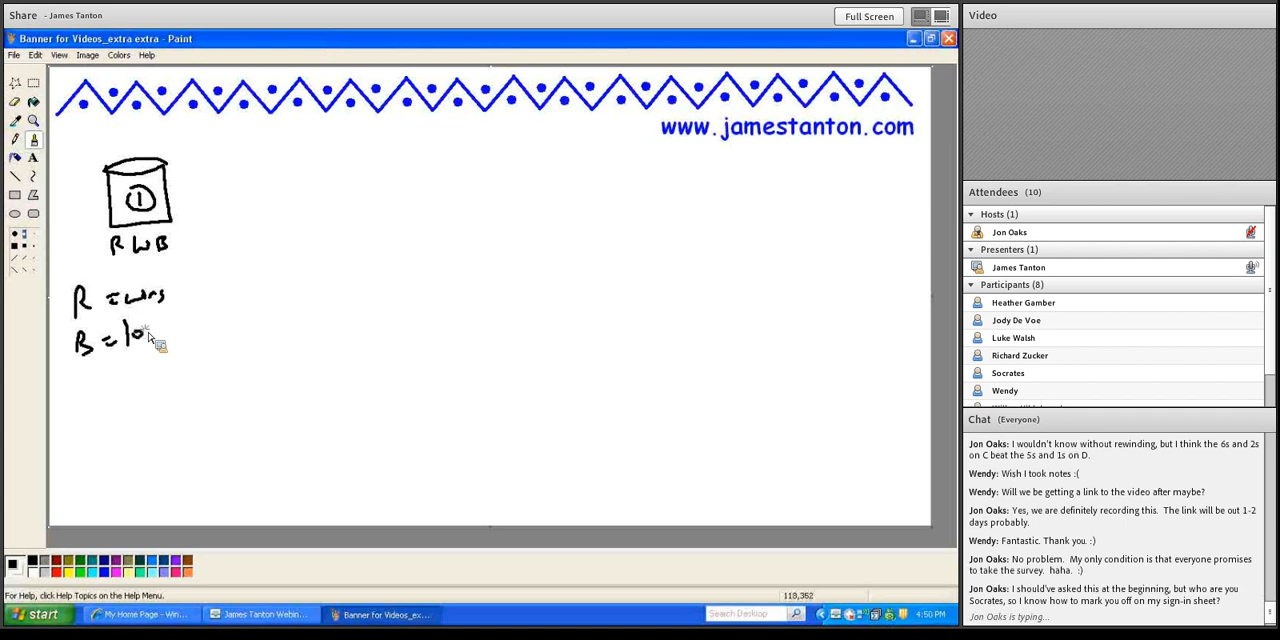 Share - James Tanton
Full Screen
Video
Banner for Videos_extra extra - Paint
File Edit View Image Colors Help
www.jamestanton.com
1
R W B
R = wins
B = lo
For Help, click Help Topics on the Help Menu.
118,352
start
My Home Page - Win...
James Tanton Webin...
Banner for Videos_ex...
Search Desktop
4:50 PM
Attendees (10)
Hosts (1)
Jon Oaks
Presenters (1)
James Tanton
Participants (8)
Heather Gamber
Jody De Voe
Luke Walsh
Richard Zucker
Socrates
Wendy
Chat (Everyone)
Jon Oaks: I wouldn't know without rewinding, but I think the 6s and 2s
on C beat the 5s and 1s on D.
Wendy: Wish I took notes :(
Wendy: Will we be getting a link to the video after maybe?
Jon Oaks: Yes, we are definitely recording this. The link will be out 1-2
days probably.
Wendy: Fantastic. Thank you. :)
Jon Oaks: No problem. My only condition is that everyone promises
to take the survey. haha. :)
Jon Oaks: I should've asked this at the beginning, but who are you
Socrates, so I know how to mark you off on my sign-in sheet?
Jon Oaks is typing...